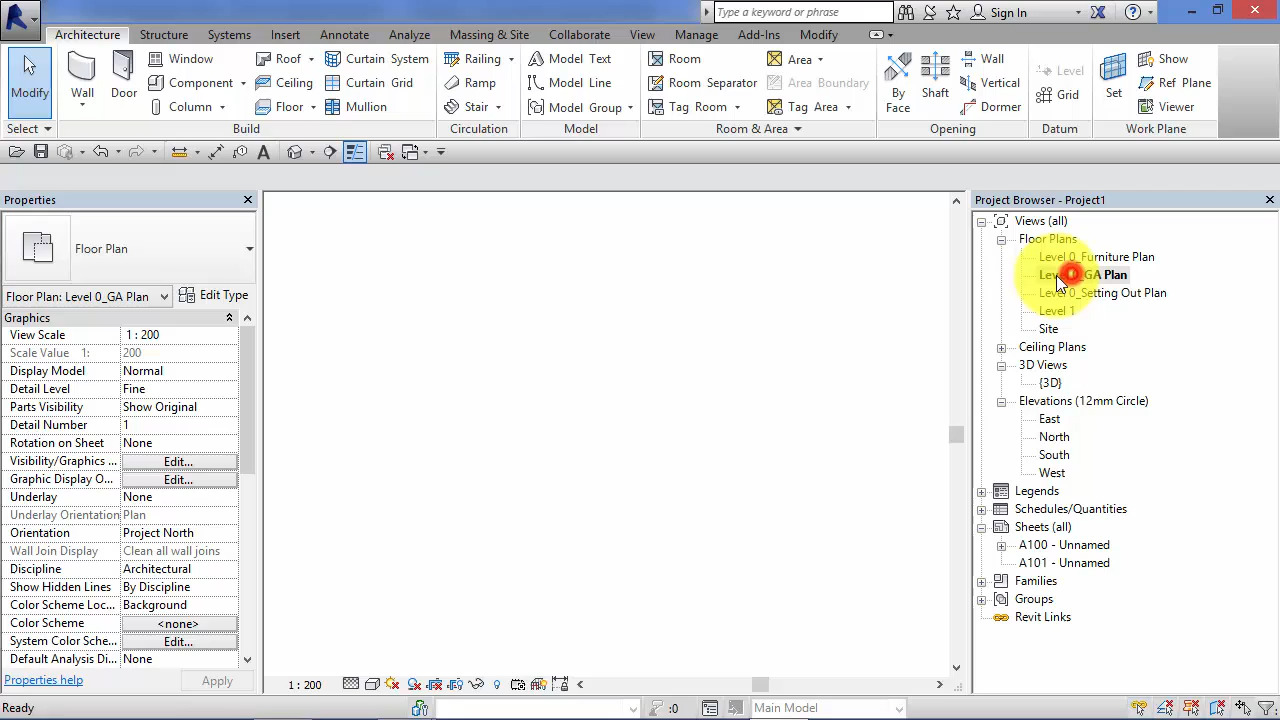 Type a keyword or phrase
Sign In
Architecture Structure Systems Insert Annotate Analyze Massing & Site Collaborate View Manage Add-Ins Modify
Modify
Select
Wall
Door
Window
Component
Column
Roof
Ceiling
Floor
Curtain System
Curtain Grid
Mullion
Build
Railing
Ramp
Stair
Circulation
Model Text
Model Line
Model Group
Model
Room
Room Separator
Tag Room
Area
Area Boundary
Tag Area
Room & Area
By Face
Shaft
Wall
Vertical
Dormer
Opening
Level
Grid
Datum
Set
Show
Ref Plane
Viewer
Work Plane
Properties
Floor Plan
Floor Plan: Level 0_GA Plan
Edit Type
Graphics
View Scale 1 : 200
Scale Value 1: 200
Display Model Normal
Detail Level Fine
Parts Visibility Show Original
Detail Number 1
Rotation on Sheet None
Visibility/Graphics ... Edit...
Graphic Display O... Edit...
Underlay None
Underlay Orientation Plan
Orientation Project North
Wall Join Display Clean all wall joins
Discipline Architectural
Show Hidden Lines By Discipline
Color Scheme Loc... Background
Color Scheme <none>
System Color Sche... Edit...
Default Analysis Di... None
Properties help
Apply
1 : 200
Project Browser - Project1
Views (all)
Floor Plans
Level 0_Furniture Plan
Level 0_GA Plan
Level 0_Setting Out Plan
Level 1
Site
Ceiling Plans
3D Views
{3D}
Elevations (12mm Circle)
East
North
South
West
Legends
Schedules/Quantities
Sheets (all)
A100 - Unnamed
A101 - Unnamed
Families
Groups
Revit Links
Ready
:0
Main Model